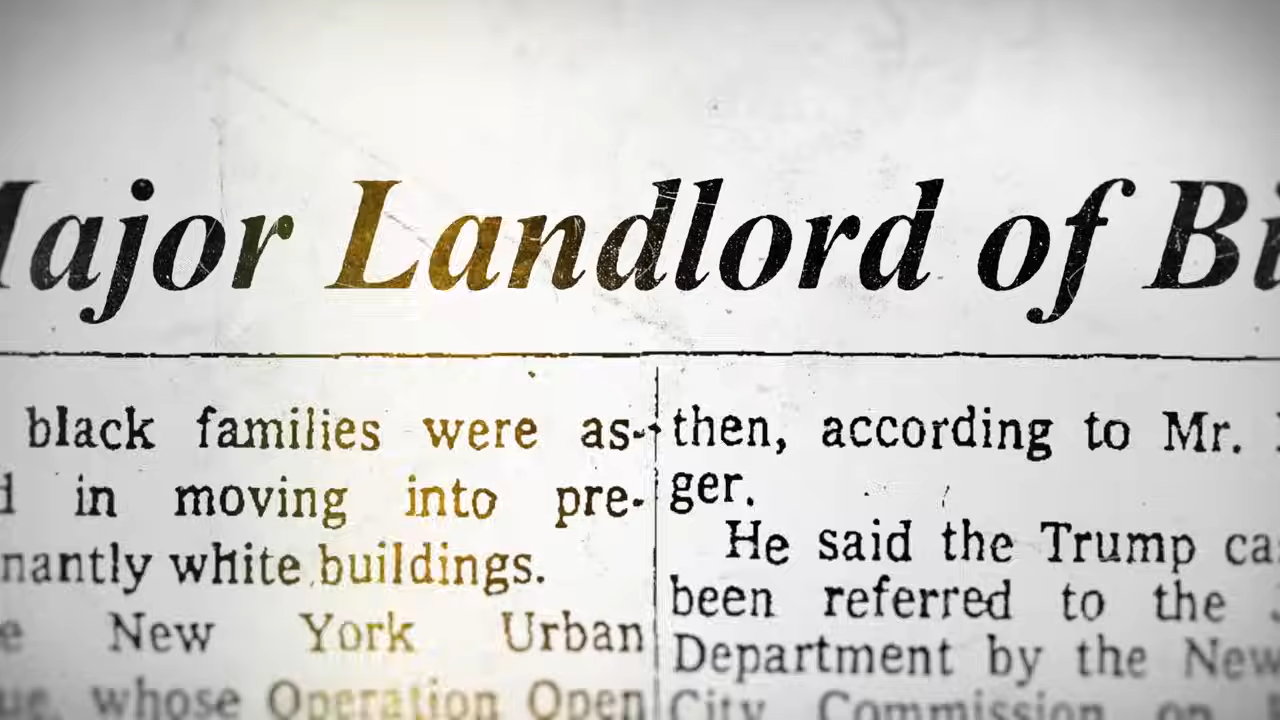 Major Landlord of Bi
black families were as-
d in moving into pre-
nantly white buildings.
e New York Urban
ue, whose Operation Open
then, according to Mr.
ger.
He said the Trump cas
been referred to the
Department by the New
City Commission on